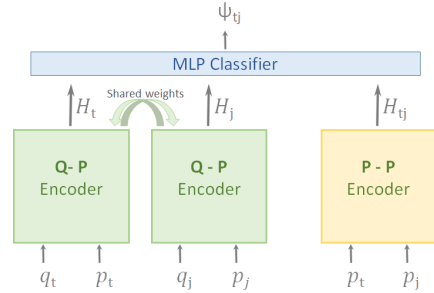 ψtj
MLP Classifier
Ht
Shared weights
Hj
Htj
Q - P
Encoder
Q - P
Encoder
P - P
Encoder
qt
pt
qj
pj
pt
pj